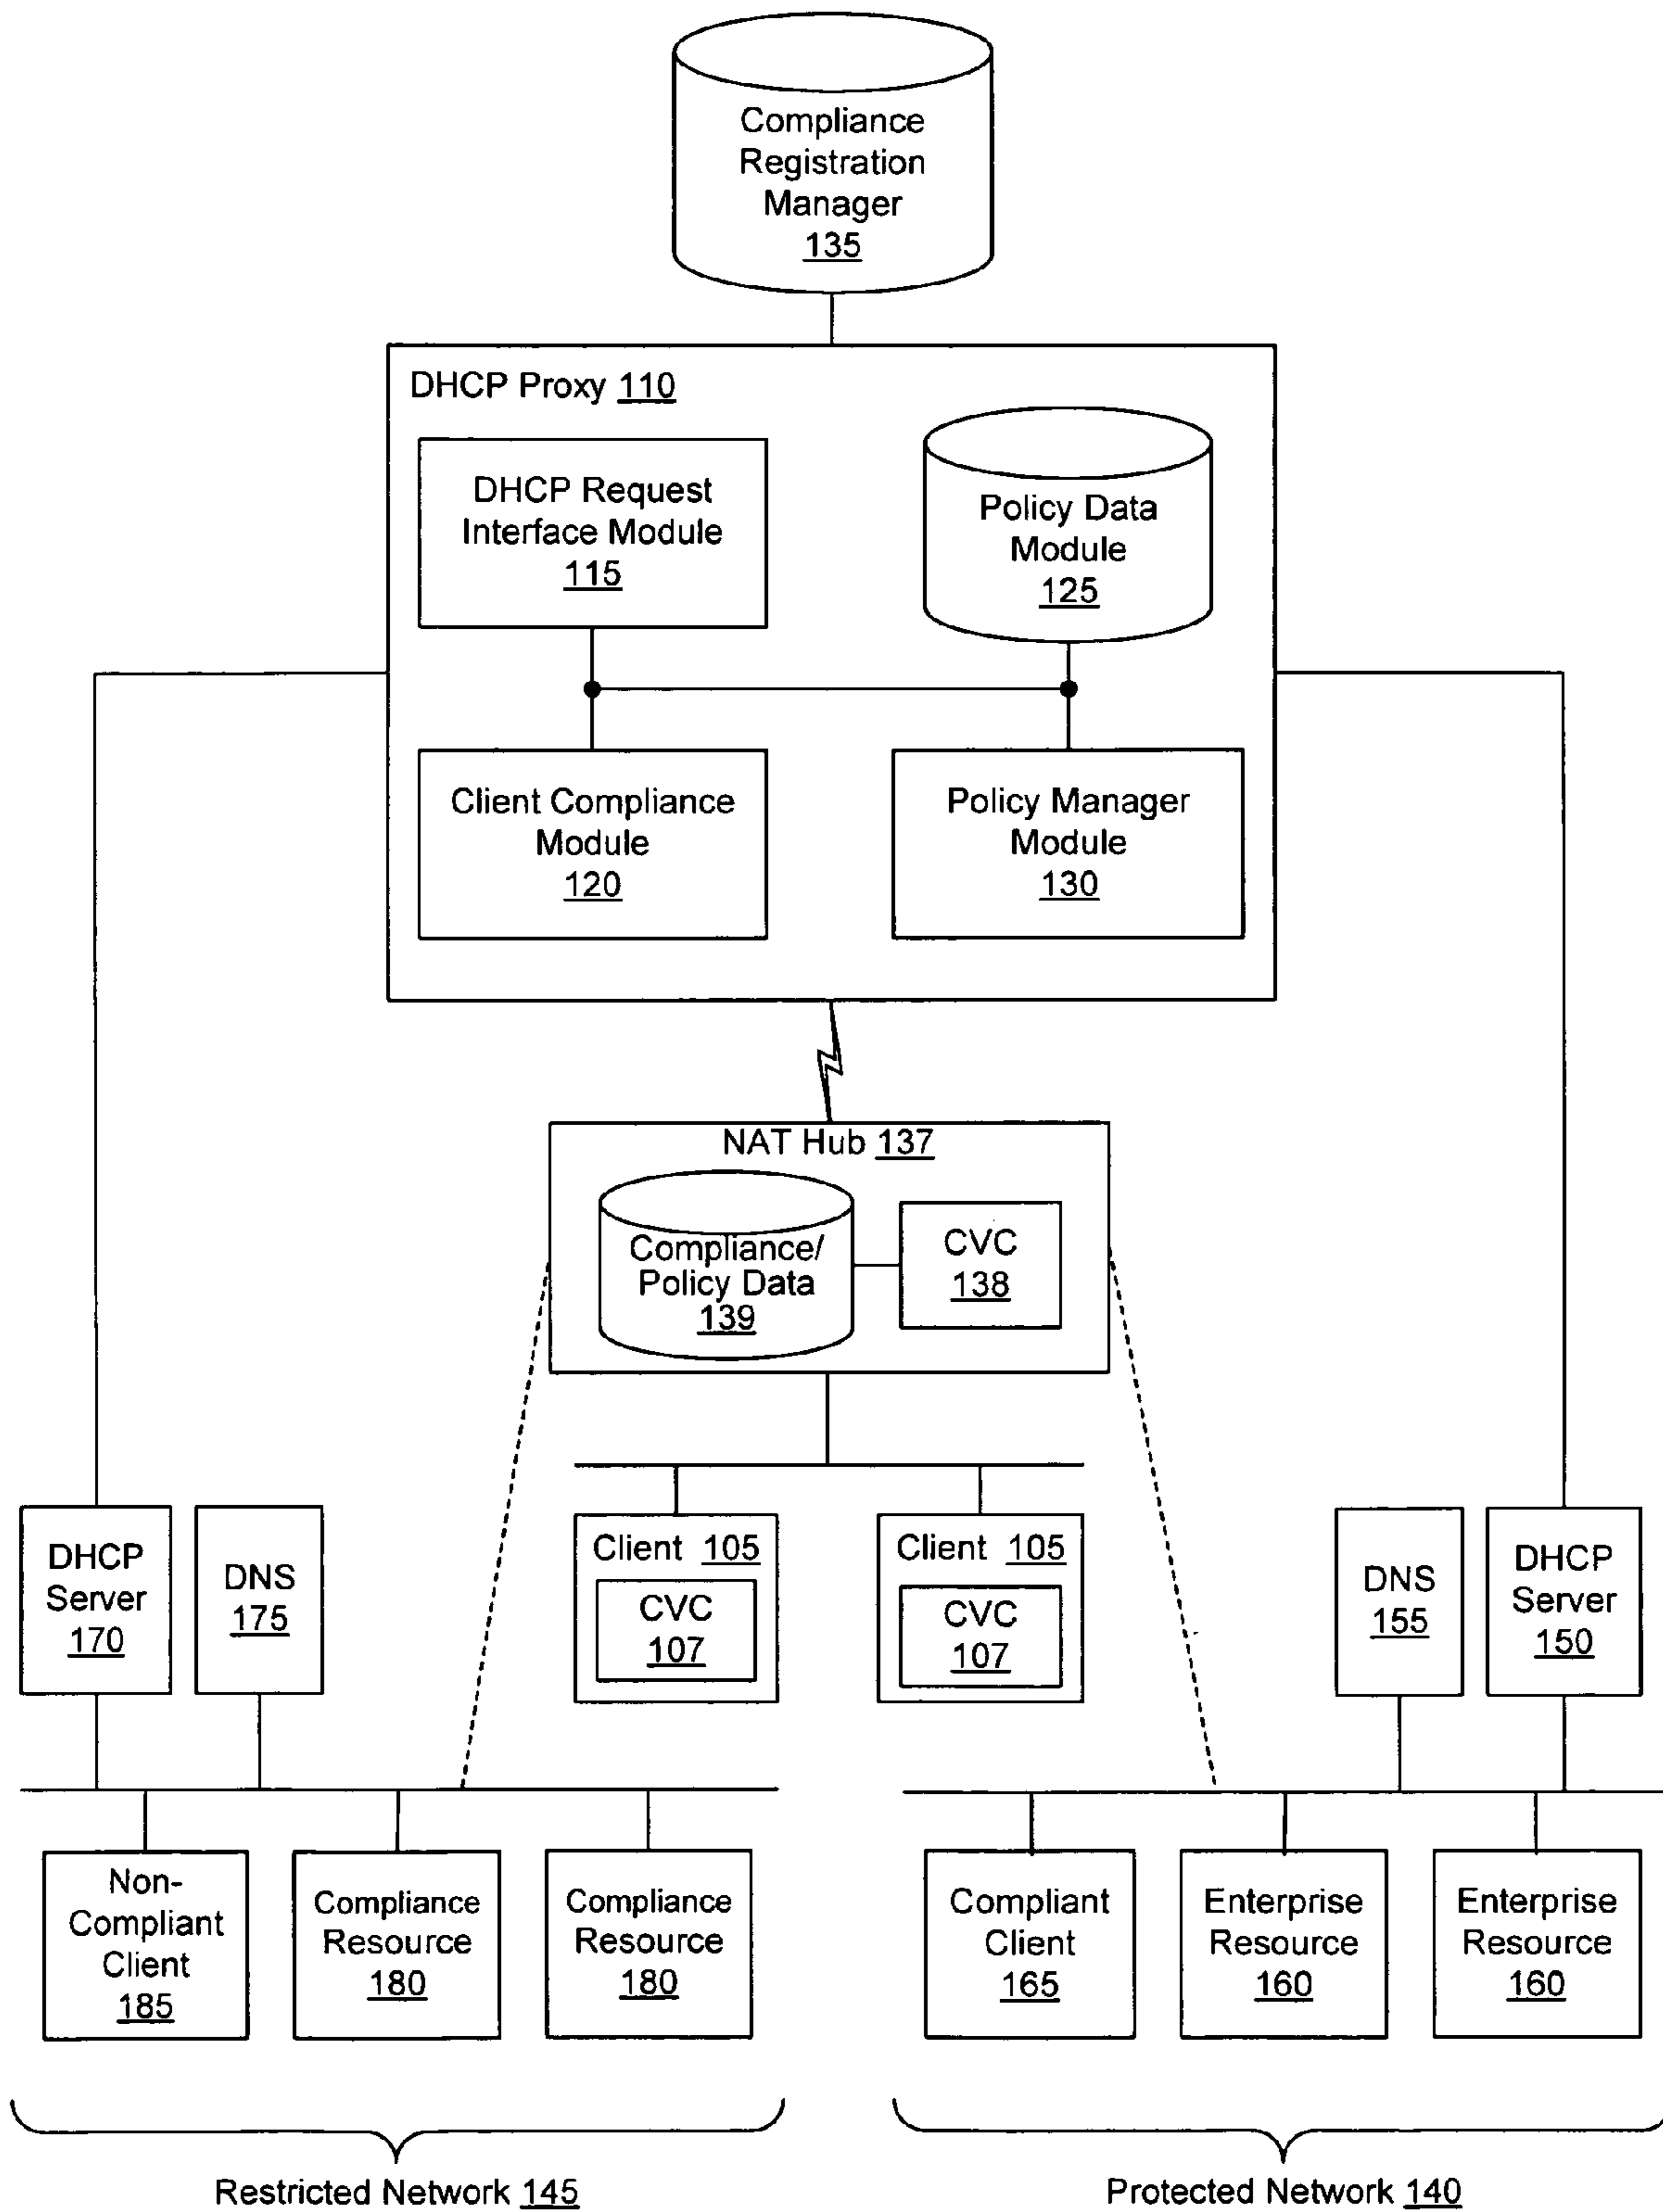 Compliance
Registration
Manager
135
DHCP Proxy 110
DHCP Request
Interface Module
115
Policy Data
Module
125
Client Compliance
Module
120
Policy Manager
Module
130
NAT Hub 137
Compliance/
Policy Data
139
CVC
138
DHCP
Server
170
DNS
175
Client 105
CVC
107
Client 105
CVC
107
DNS
155
DHCP
Server
150
Non-
Compliant
Client
185
Compliance
Resource
180
Compliance
Resource
180
Compliant
Client
165
Enterprise
Resource
160
Enterprise
Resource
160
Restricted Network 145
Protected Network 140